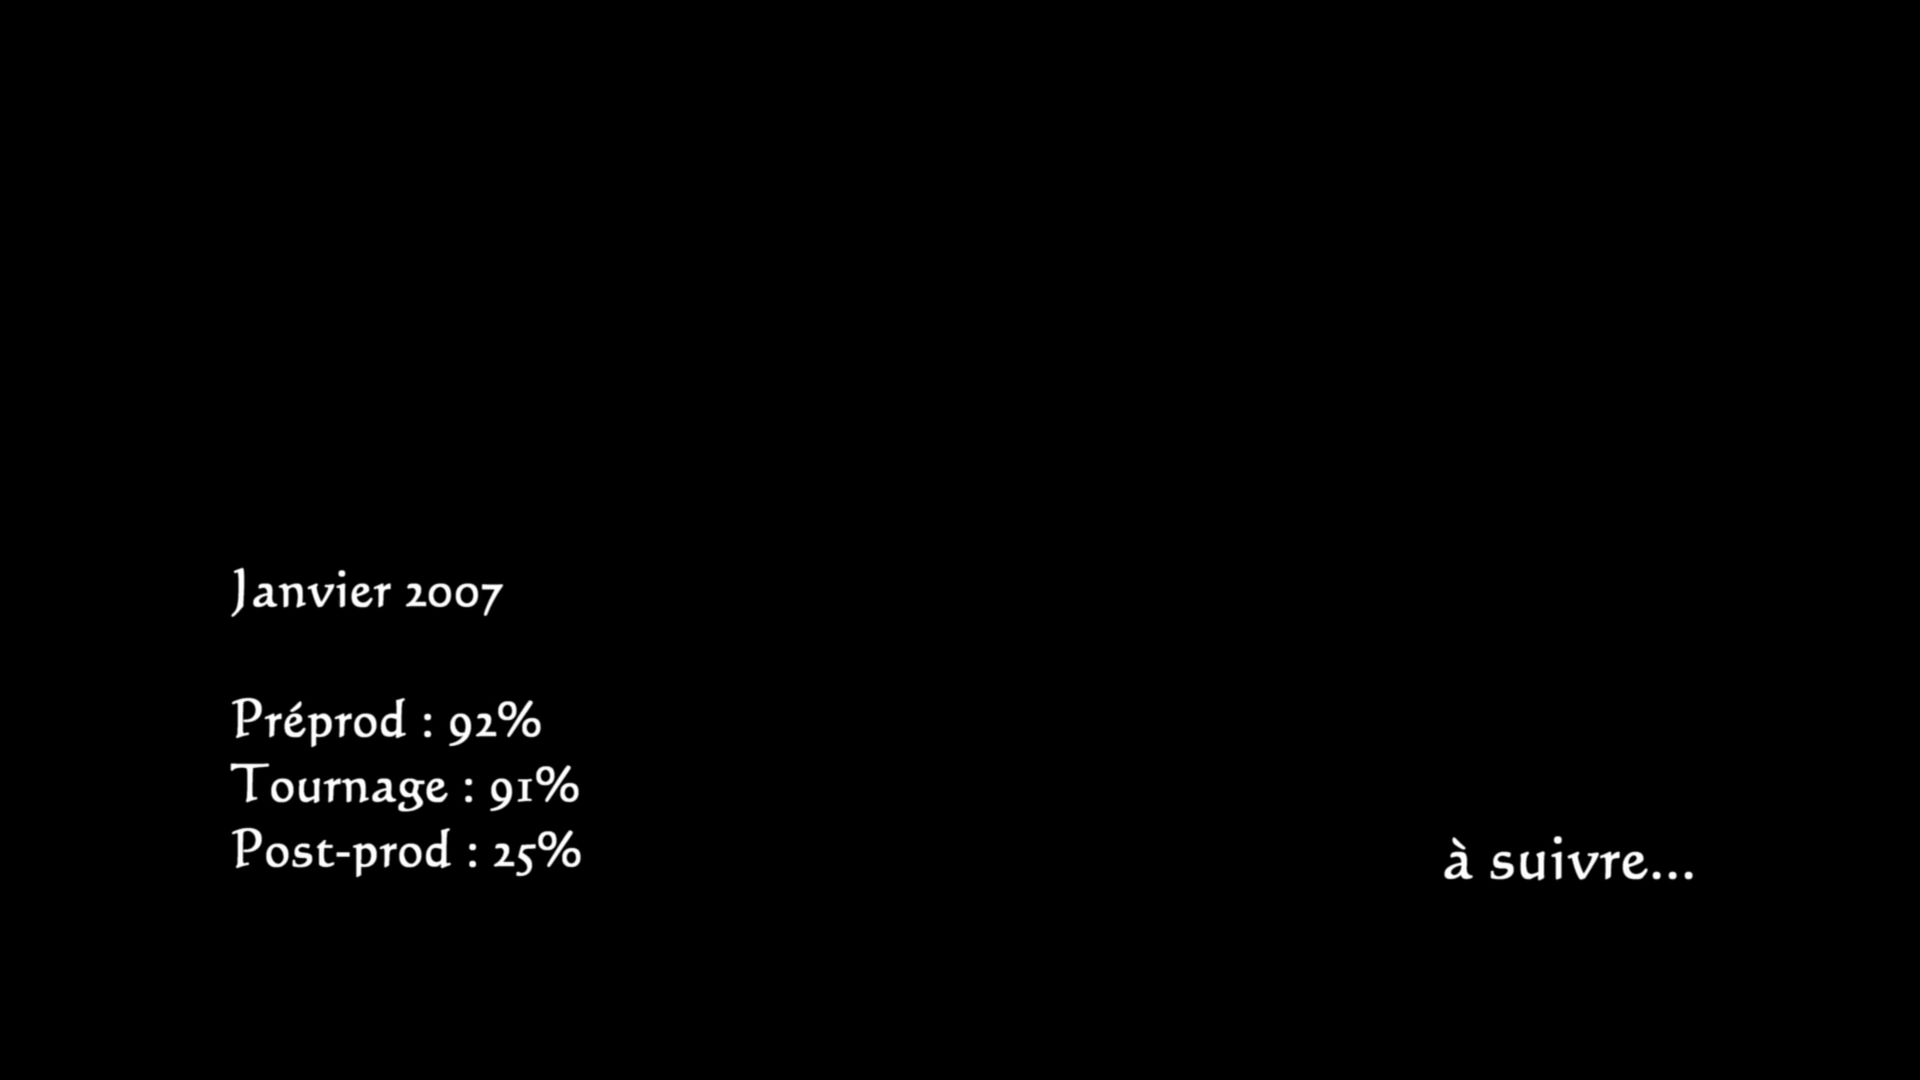 Janvier 2007
Préprod : 92%
Tournage : 91%
Post-prod : 25%
à suivre...